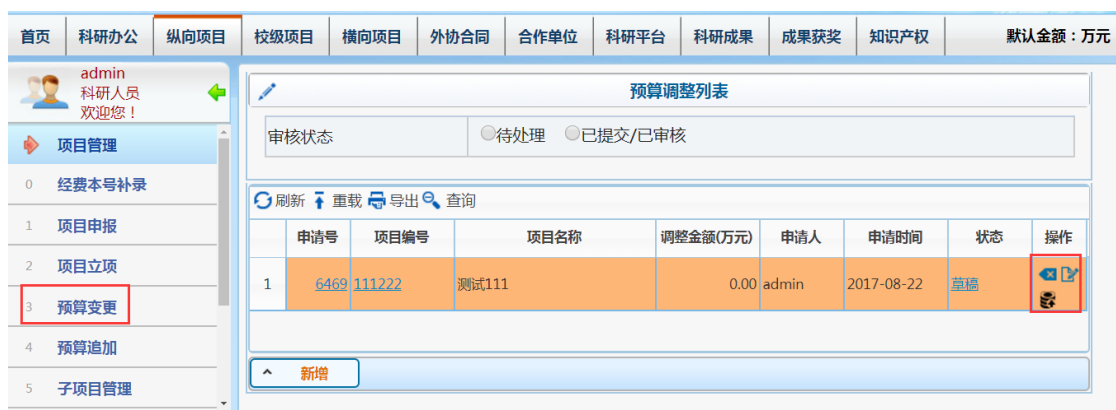 首页 科研办公 纵向项目 校级项目 横向项目 外协合同 合作单位 科研平台 科研成果 成果获奖 知识产权 默认金额：万元
admin
科研人员
欢迎您！
项目管理
0 经费本号补录
1 项目申报
2 项目立项
3 预算变更
4 预算追加
5 子项目管理
预算调整列表
审核状态 待处理 已提交/已审核
刷新 重载 导出 查询
申请号 项目编号 项目名称 调整金额(万元) 申请人 申请时间 状态 操作
1 6469 111222 测试111 0.00 admin 2017-08-22 草稿
新增